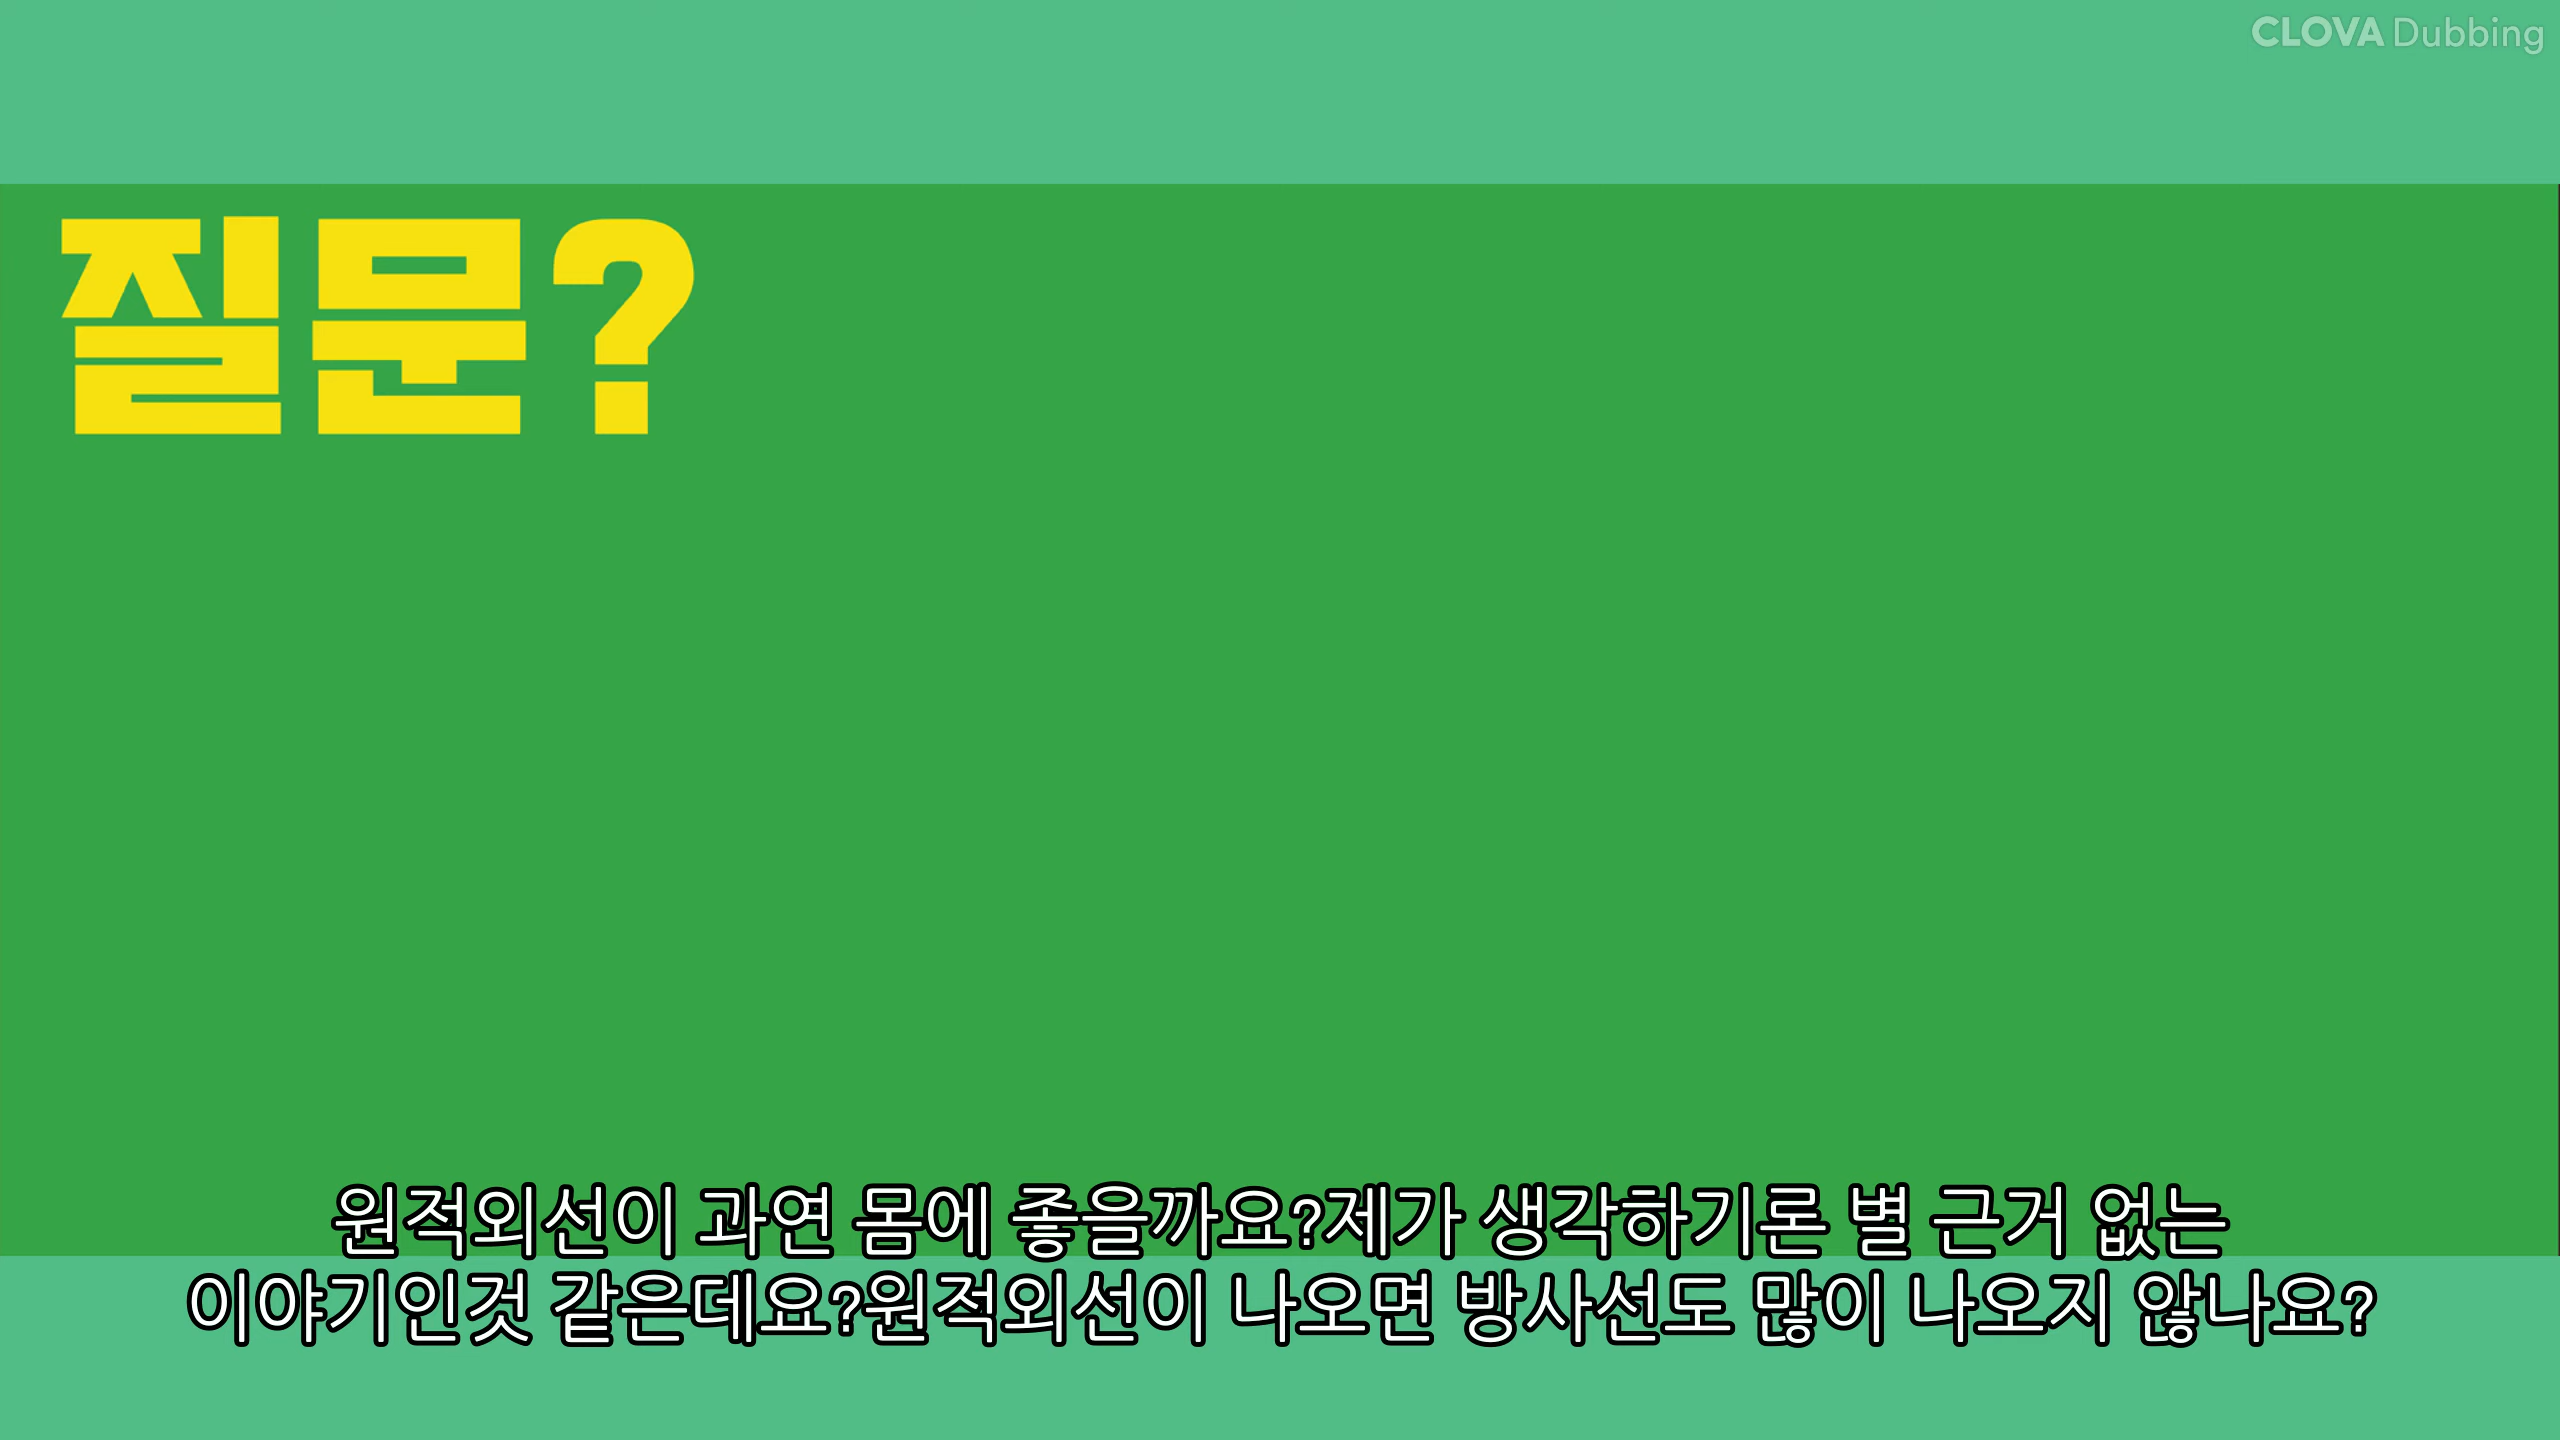 CLOVA Dubbing
질문?
원적외선이 과연 몸에 좋을까요?제가 생각하기론 별 근거 없는
이야기인것 같은데요?원적외선이 나오면 방사선도 많이 나오지 않나요?